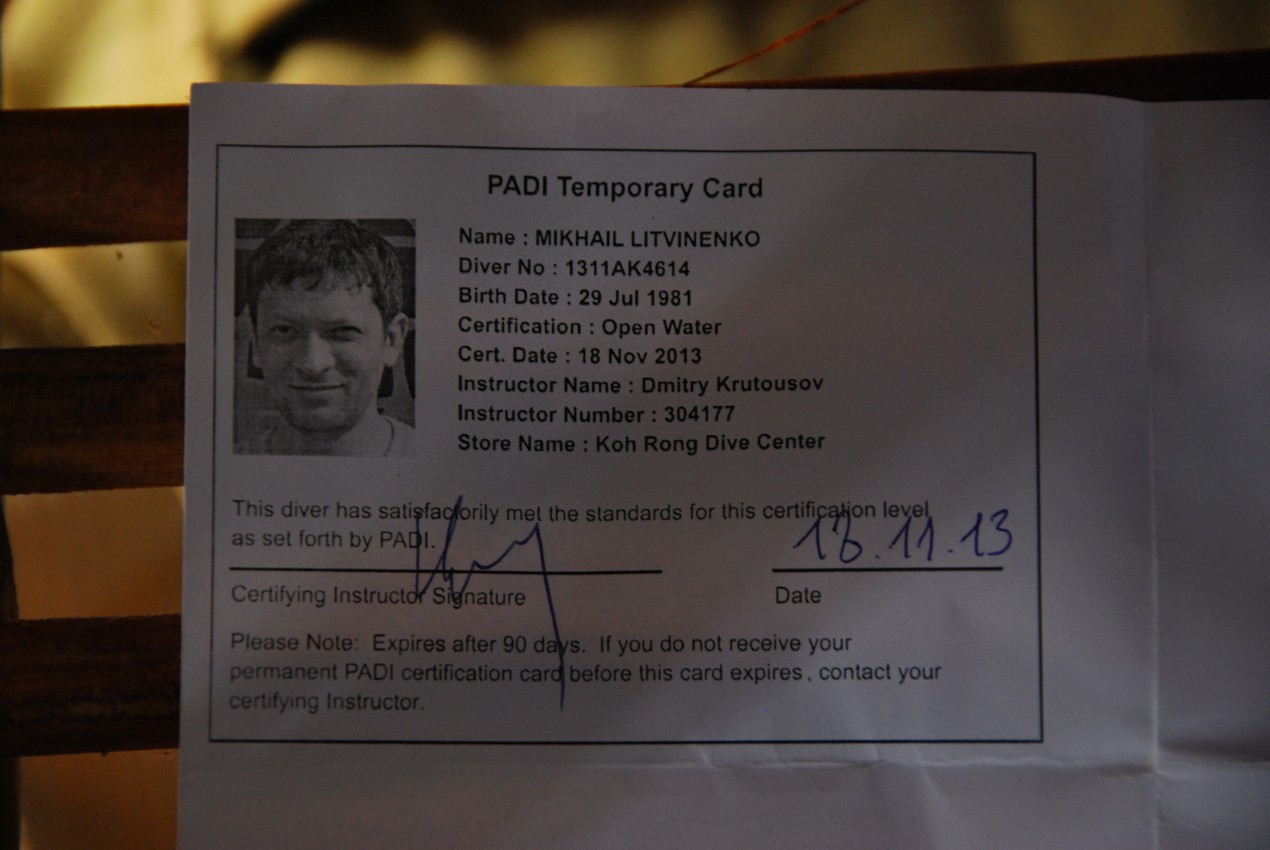 PADI Temporary Card
Name : MIKHAIL LITVINENKO
Diver No : 1311AK4614
Birth Date : 29 Jul 1981
Certification : Open Water
Cert. Date : 18 Nov 2013
Instructor Name : Dmitry Krutousov
Instructor Number : 304177
Store Name : Koh Rong Dive Center
This diver has satisfactorily met the standards for this certification level
as set forth by PADI.
18.11.13
Certifying Instructor Signature
Date
Please Note: Expires after 90 days. If you do not receive your
permanent PADI certification card before this card expires, contact your
certifying Instructor.